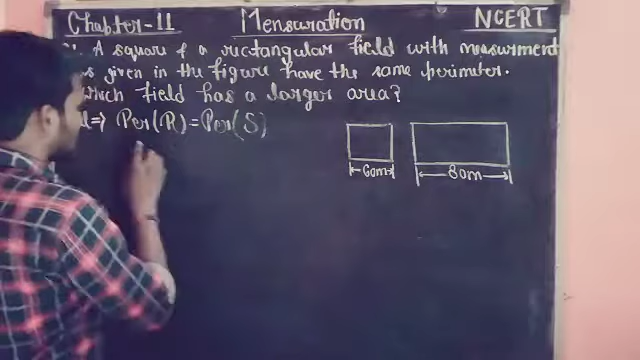 Chapter-11 Mensuration NCERT
A square & a rectangular field with measurment
as given in the figure have the same perimeter.
which field has a larger area?
⇒ Per(R) = Per(S)
60m 80m